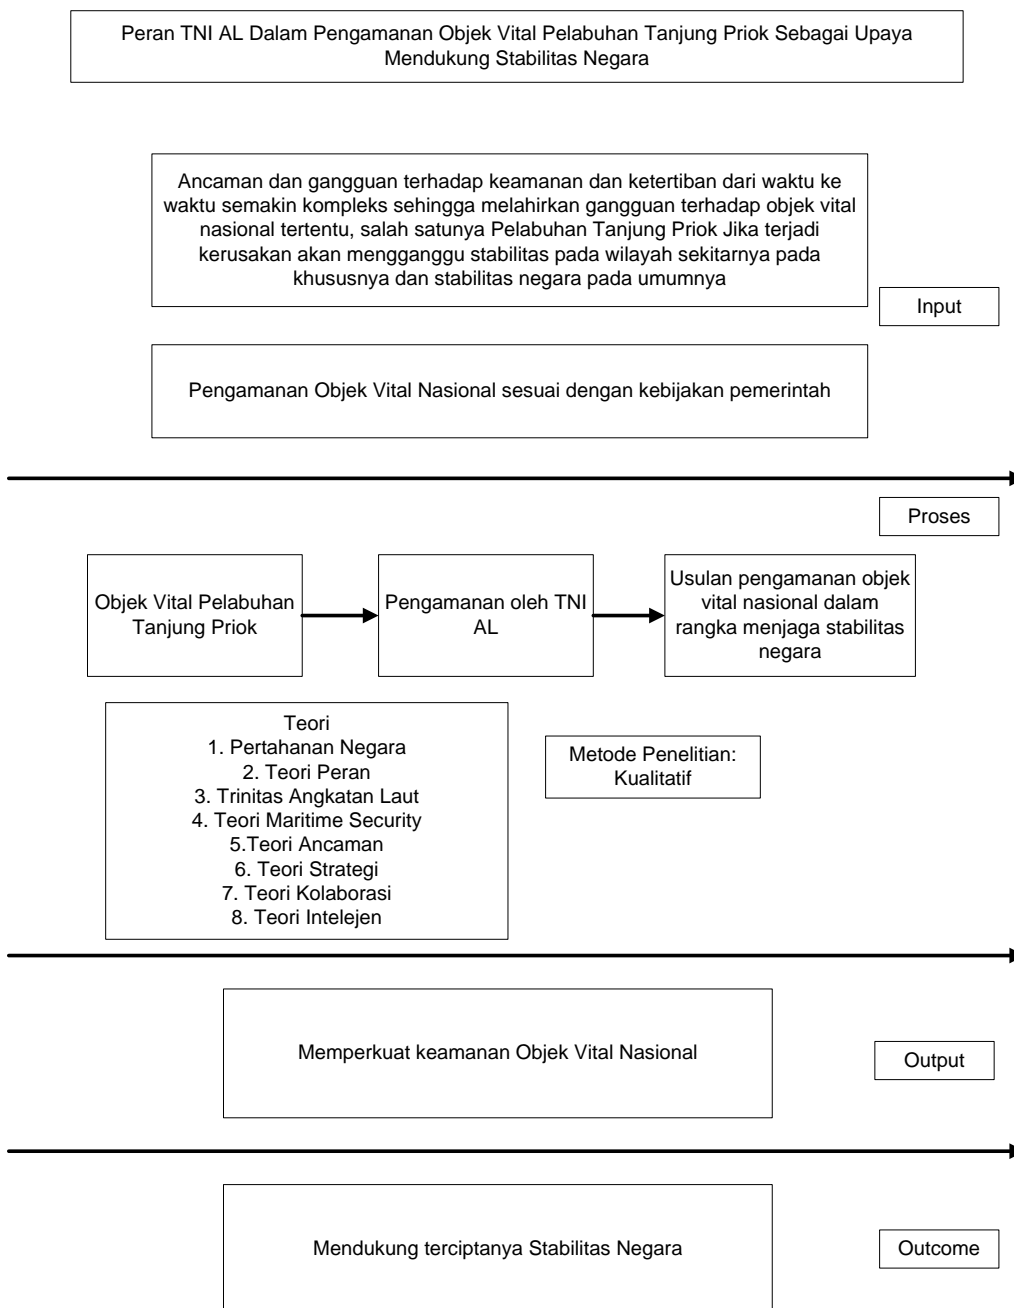 Peran TNI AL Dalam Pengamanan Objek Vital Pelabuhan Tanjung Priok Sebagai Upaya
Mendukung Stabilitas Negara
Ancaman dan gangguan terhadap keamanan dan ketertiban dari waktu ke
waktu semakin kompleks sehingga melahirkan gangguan terhadap objek vital
nasional tertentu, salah satunya Pelabuhan Tanjung Priok Jika terjadi
kerusakan akan mengganggu stabilitas pada wilayah sekitarnya pada
khususnya dan stabilitas negara pada umumnya
Input
Pengamanan Objek Vital Nasional sesuai dengan kebijakan pemerintah
Proses
Objek Vital Pelabuhan
Tanjung Priok
Pengamanan oleh TNI
AL
Usulan pengamanan objek
vital nasional dalam
rangka menjaga stabilitas
negara
Teori
1. Pertahanan Negara
2. Teori Peran
3. Trinitas Angkatan Laut
4. Teori Maritime Security
5.Teori Ancaman
6. Teori Strategi
7. Teori Kolaborasi
8. Teori Intelejen
Metode Penelitian:
Kualitatif
Memperkuat keamanan Objek Vital Nasional
Output
Mendukung terciptanya Stabilitas Negara
Outcome